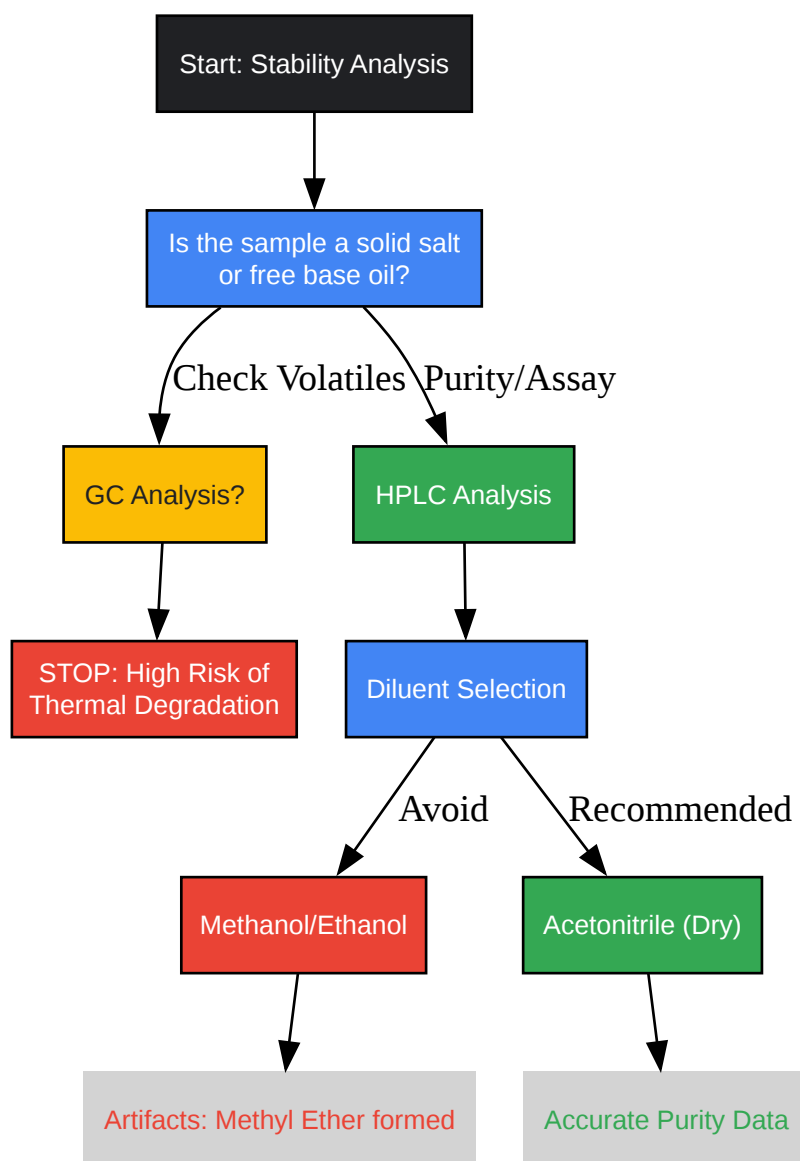 Start: Stability Analysis
Is the sample a solid salt
or free base oil?
Check Volatiles
Purity/Assay
GC Analysis?
HPLC Analysis
STOP: High Risk of
Thermal Degradation
Diluent Selection
Avoid
Recommended
Methanol/Ethanol
Acetonitrile (Dry)
Artifacts: Methyl Ether formed
Accurate Purity Data